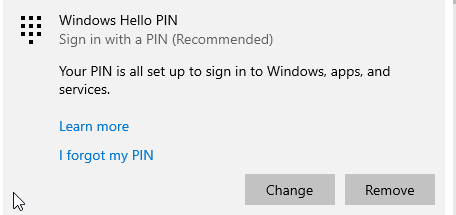 Windows Hello PIN
Sign in with a PIN (Recommended)
Your PIN is all set up to sign in to Windows, apps, and
services.
Learn more
I forgot my PIN
Change Remove